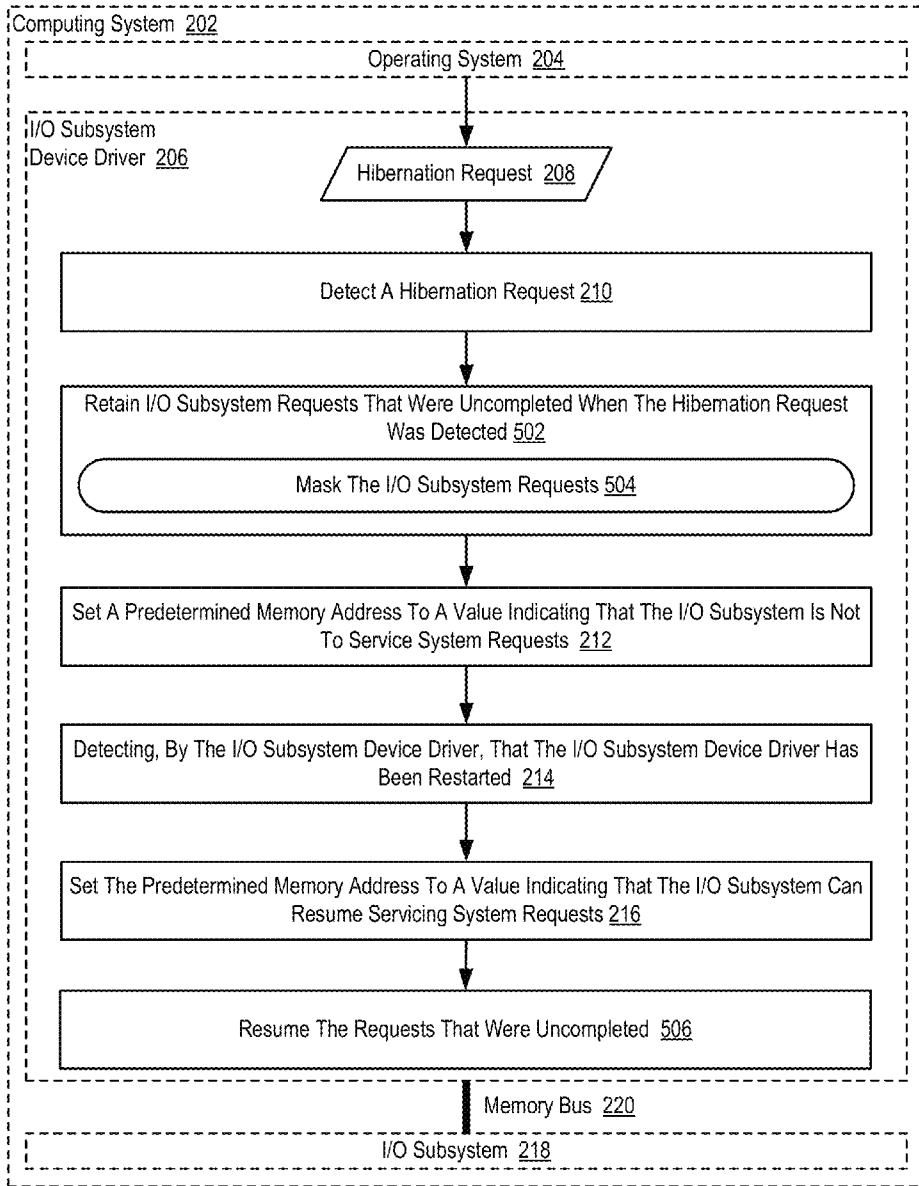 Computing System 202
Operating System 204
I/O Subsystem
Device Driver 206
Hibernation Request 208
Detect A Hibernation Request 210
Retain I/O Subsystem Requests That Were Uncompleted When The Hibernation Request
Was Detected 502
Mask The I/O Subsystem Requests 504
Set A Predetermined Memory Address To A Value Indicating That The I/O Subsystem Is Not
To Service System Requests 212
Detecting, By The I/O Subsystem Device Driver, That The I/O Subsystem Device Driver Has
Been Restarted 214
Set The Predetermined Memory Address To A Value Indicating That The I/O Subsystem Can
Resume Servicing System Requests 216
Resume The Requests That Were Uncompleted 506
Memory Bus 220
I/O Subsystem 218